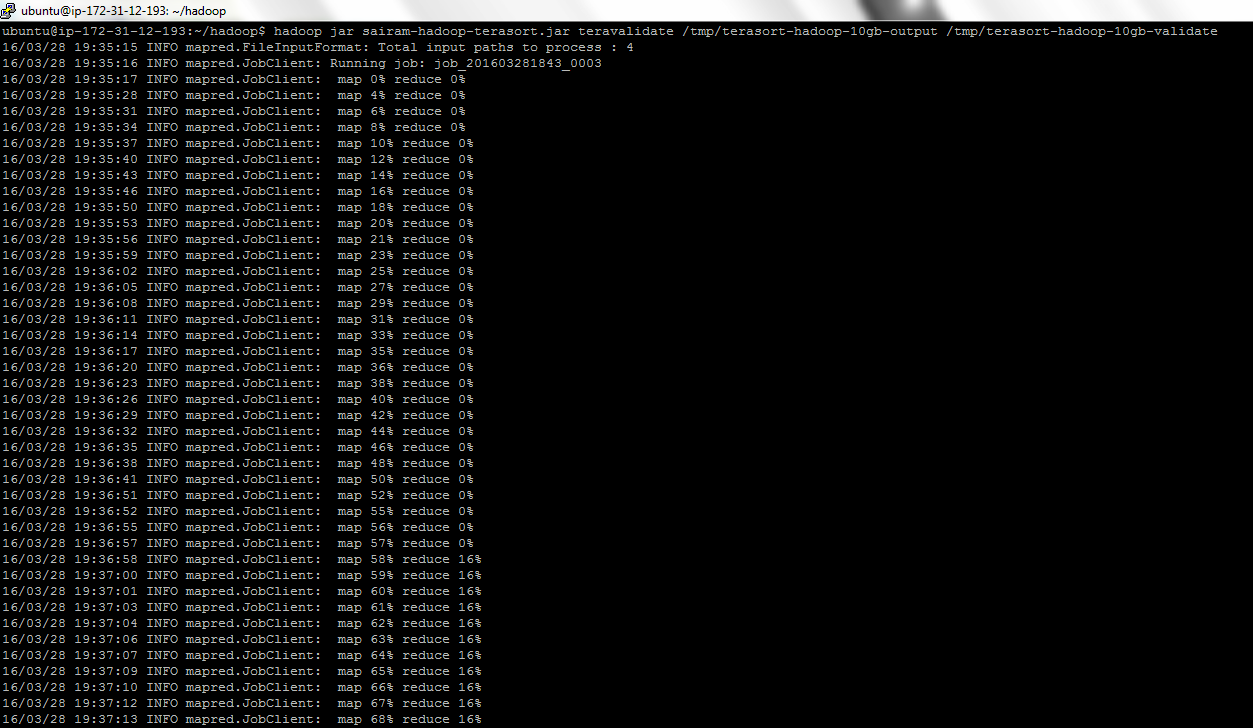 ubuntu@ip-172-31-12-193: ~/hadoop
ubuntu@ip-172-31-12-193:~/hadoop$ hadoop jar sairam-hadoop-terasort.jar teravalidate /tmp/terasort-hadoop-10gb-output /tmp/terasort-hadoop-10gb-validate
16/03/28 19:35:15 INFO mapred.FileInputFormat: Total input paths to process : 4
16/03/28 19:35:16 INFO mapred.JobClient: Running job: job_201603281843_0003
16/03/28 19:35:17 INFO mapred.JobClient:  map 0% reduce 0%
16/03/28 19:35:28 INFO mapred.JobClient:  map 4% reduce 0%
16/03/28 19:35:31 INFO mapred.JobClient:  map 6% reduce 0%
16/03/28 19:35:34 INFO mapred.JobClient:  map 8% reduce 0%
16/03/28 19:35:37 INFO mapred.JobClient:  map 10% reduce 0%
16/03/28 19:35:40 INFO mapred.JobClient:  map 12% reduce 0%
16/03/28 19:35:43 INFO mapred.JobClient:  map 14% reduce 0%
16/03/28 19:35:46 INFO mapred.JobClient:  map 16% reduce 0%
16/03/28 19:35:50 INFO mapred.JobClient:  map 18% reduce 0%
16/03/28 19:35:53 INFO mapred.JobClient:  map 20% reduce 0%
16/03/28 19:35:56 INFO mapred.JobClient:  map 21% reduce 0%
16/03/28 19:35:59 INFO mapred.JobClient:  map 23% reduce 0%
16/03/28 19:36:02 INFO mapred.JobClient:  map 25% reduce 0%
16/03/28 19:36:05 INFO mapred.JobClient:  map 27% reduce 0%
16/03/28 19:36:08 INFO mapred.JobClient:  map 29% reduce 0%
16/03/28 19:36:11 INFO mapred.JobClient:  map 31% reduce 0%
16/03/28 19:36:14 INFO mapred.JobClient:  map 33% reduce 0%
16/03/28 19:36:17 INFO mapred.JobClient:  map 35% reduce 0%
16/03/28 19:36:20 INFO mapred.JobClient:  map 36% reduce 0%
16/03/28 19:36:23 INFO mapred.JobClient:  map 38% reduce 0%
16/03/28 19:36:26 INFO mapred.JobClient:  map 40% reduce 0%
16/03/28 19:36:29 INFO mapred.JobClient:  map 42% reduce 0%
16/03/28 19:36:32 INFO mapred.JobClient:  map 44% reduce 0%
16/03/28 19:36:35 INFO mapred.JobClient:  map 46% reduce 0%
16/03/28 19:36:38 INFO mapred.JobClient:  map 48% reduce 0%
16/03/28 19:36:41 INFO mapred.JobClient:  map 50% reduce 0%
16/03/28 19:36:51 INFO mapred.JobClient:  map 52% reduce 0%
16/03/28 19:36:52 INFO mapred.JobClient:  map 55% reduce 0%
16/03/28 19:36:55 INFO mapred.JobClient:  map 56% reduce 0%
16/03/28 19:36:57 INFO mapred.JobClient:  map 57% reduce 0%
16/03/28 19:36:58 INFO mapred.JobClient:  map 58% reduce 16%
16/03/28 19:37:00 INFO mapred.JobClient:  map 59% reduce 16%
16/03/28 19:37:01 INFO mapred.JobClient:  map 60% reduce 16%
16/03/28 19:37:03 INFO mapred.JobClient:  map 61% reduce 16%
16/03/28 19:37:04 INFO mapred.JobClient:  map 62% reduce 16%
16/03/28 19:37:06 INFO mapred.JobClient:  map 63% reduce 16%
16/03/28 19:37:07 INFO mapred.JobClient:  map 64% reduce 16%
16/03/28 19:37:09 INFO mapred.JobClient:  map 65% reduce 16%
16/03/28 19:37:10 INFO mapred.JobClient:  map 66% reduce 16%
16/03/28 19:37:12 INFO mapred.JobClient:  map 67% reduce 16%
16/03/28 19:37:13 INFO mapred.JobClient:  map 68% reduce 16%